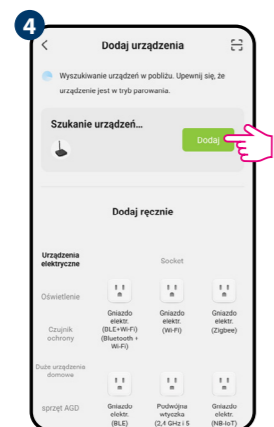 4
Dodaj urządzenia
Wyszukiwanie urządzeń w pobliżu. Upewnij się, że
urządzenie jest w tryb parowania.
Szukanie urządzeń...
Dodaj
Dodaj ręcznie
Urządzenia
elektryczne
Socket
Oświetlenie
Gniazdo
elektr.
(BLE+Wi-Fi)
(Bluetooth +
Wi-Fi)
Gniazdo
elektr.
(Wi-Fi)
Gniazdo
elektr.
(Zigbee)
Czujnik
ochrony
Duże urządzenia
domowe
sprzęt AGD
Gniazdo
elektr.
(BLE)
Podwójna
wtyczka
(2,4 GHz i 5
Gniazdo
elektr.
(NB-IoT)